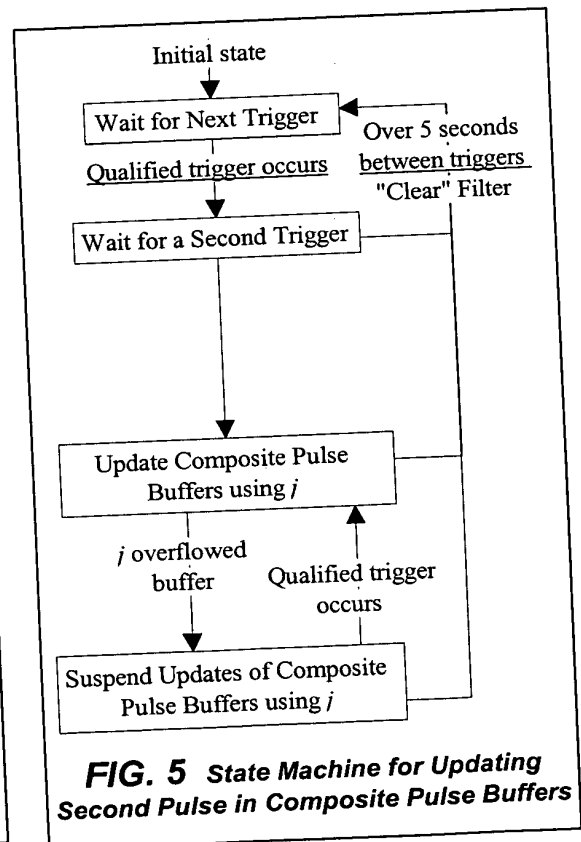 Initial state
Wait for Next Trigger
Over 5 seconds
between triggers
"Clear" Filter
Qualified trigger occurs
Wait for a Second Trigger
Update Composite Pulse
Buffers using j
j overflowed
buffer
Qualified trigger
occurs
Suspend Updates of Composite
Pulse Buffers using j
FIG. 5 State Machine for Updating
Second Pulse in Composite Pulse Buffers